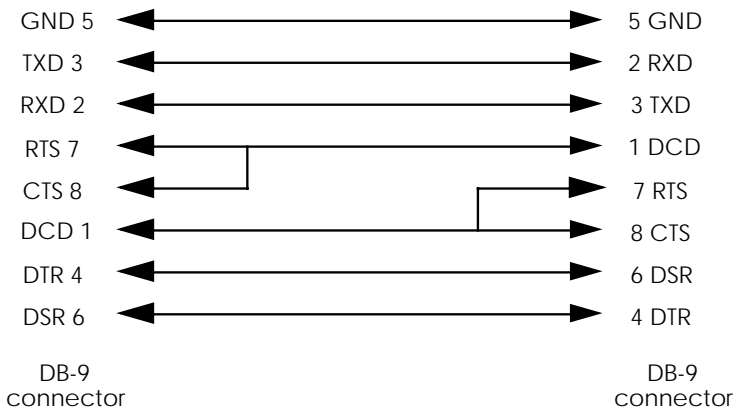 GND 5 5 GND
TXD 3 2 RXD
RXD 2 3 TXD
RTS 7 1 DCD
CTS 8 7 RTS
DCD 1 8 CTS
DTR 4 6 DSR
DSR 6 4 DTR
DB-9 DB-9
connector connector